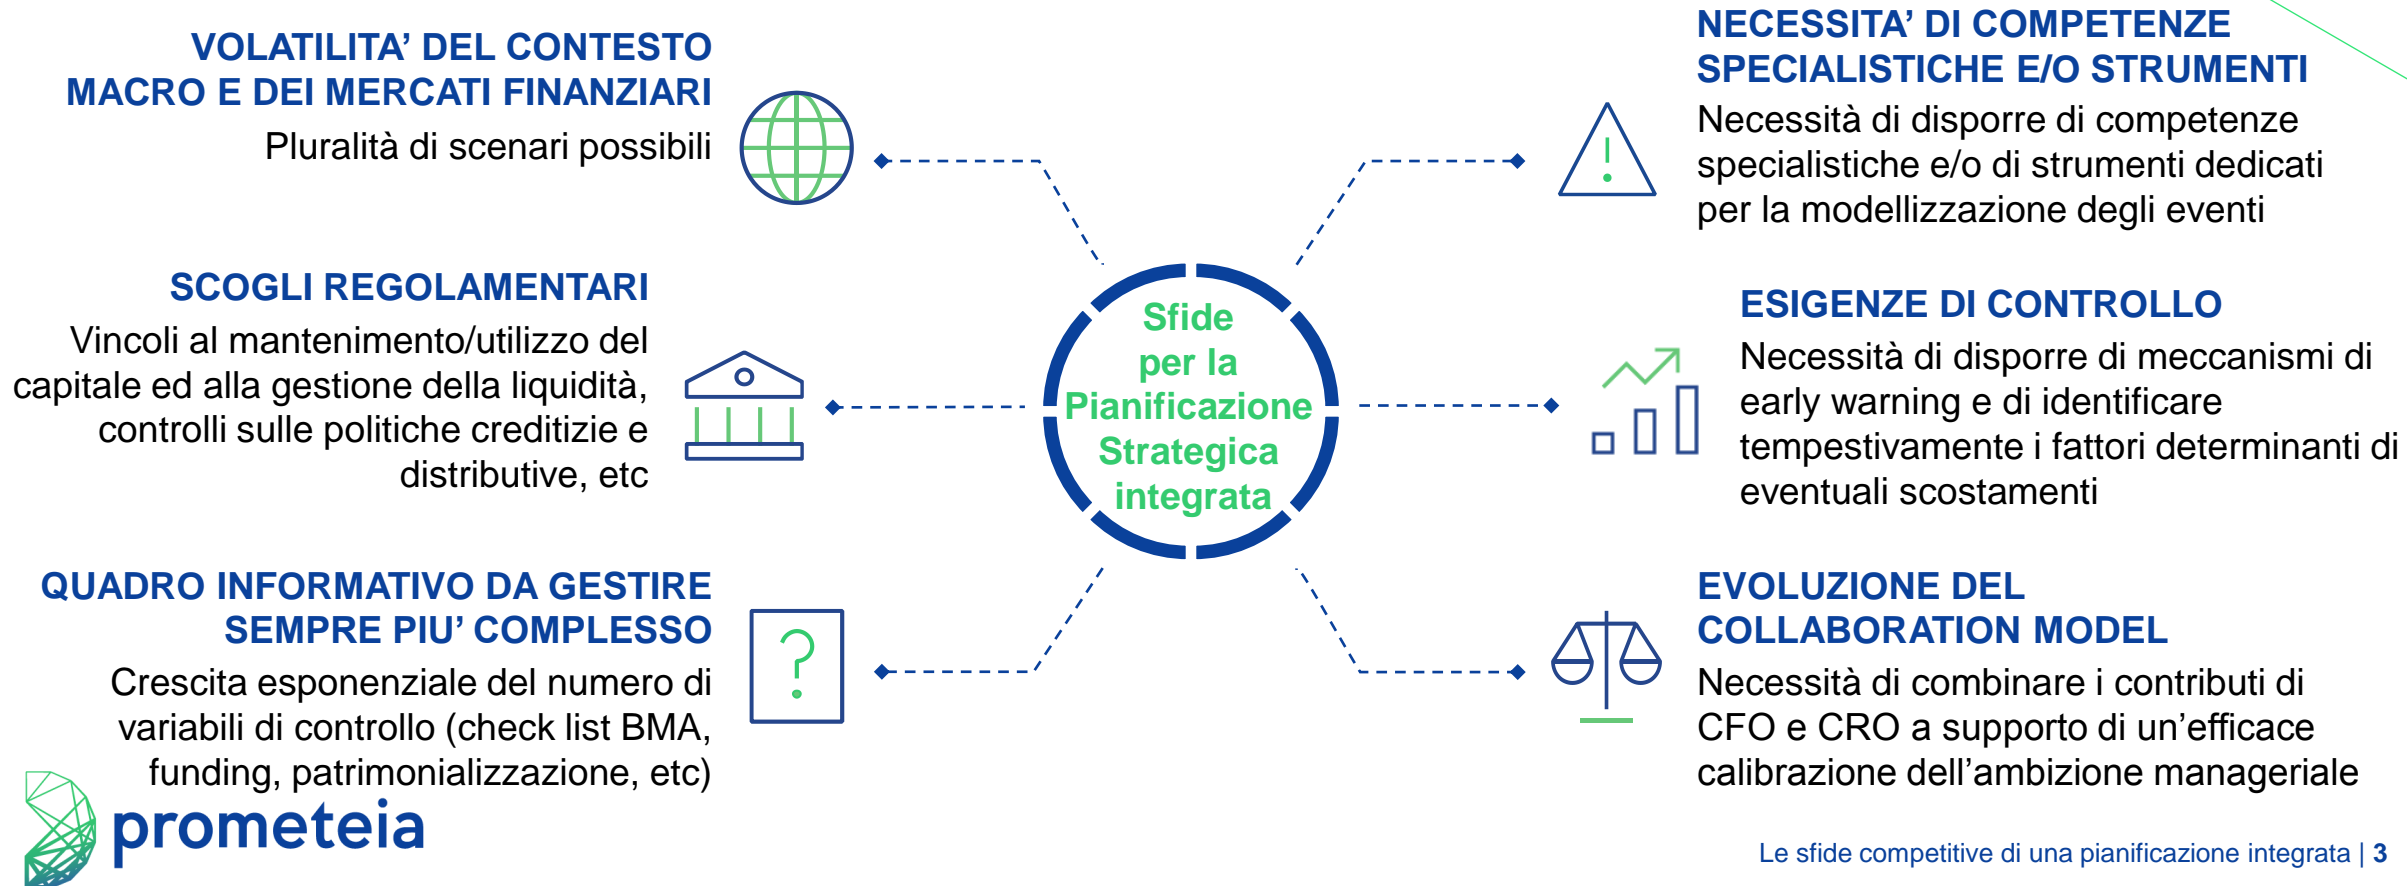 VOLATILITA’ DEL CONTESTO
MACRO E DEI MERCATI FINANZIARI
Pluralità di scenari possibili
SCOGLI REGOLAMENTARI
Vincoli al mantenimento/utilizzo del
capitale ed alla gestione della liquidità,
controlli sulle politiche creditizie e
distributive, etc
QUADRO INFORMATIVO DA GESTIRE
SEMPRE PIU’ COMPLESSO
Crescita esponenziale del numero di
variabili di controllo (check list BMA,
funding, patrimonializzazione, etc)
?
Sfide
per la
Pianificazione
Strategica
integrata
NECESSITA’ DI COMPETENZE
SPECIALISTICHE E/O STRUMENTI
Necessità di disporre di competenze
specialistiche e/o di strumenti dedicati
per la modellizzazione degli eventi
!
ESIGENZE DI CONTROLLO
Necessità di disporre di meccanismi di
early warning e di identificare
tempestivamente i fattori determinanti di
eventuali scostamenti
EVOLUZIONE DEL
COLLABORATION MODEL
Necessità di combinare i contributi di
CFO e CRO a supporto di un’efficace
calibrazione dell’ambizione manageriale
prometeia
Le sfide competitive di una pianificazione integrata | 3